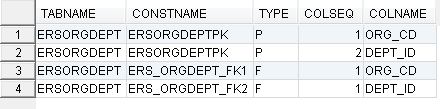 TABNAME CONSTNAME TYPE COLSEQ COLNAME
1 ERSORGDEPT ERSORGDEPTPK P 1 ORG_CD
2 ERSORGDEPT ERSORGDEPTPK P 2 DEPT_ID
3 ERSORGDEPT ERS_ORGDEPT_FK1 F 1 ORG_CD
4 ERSORGDEPT ERS_ORGDEPT_FK2 F 1 DEPT_ID